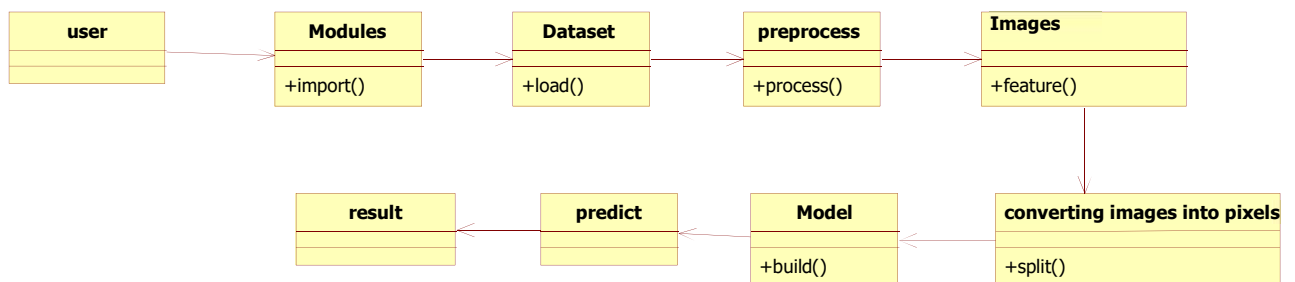 user
Modules
+import()
Dataset
+load()
preprocess
+process()
Images
+feature()
result
predict
Model
+build()
converting images into pixels
+split()